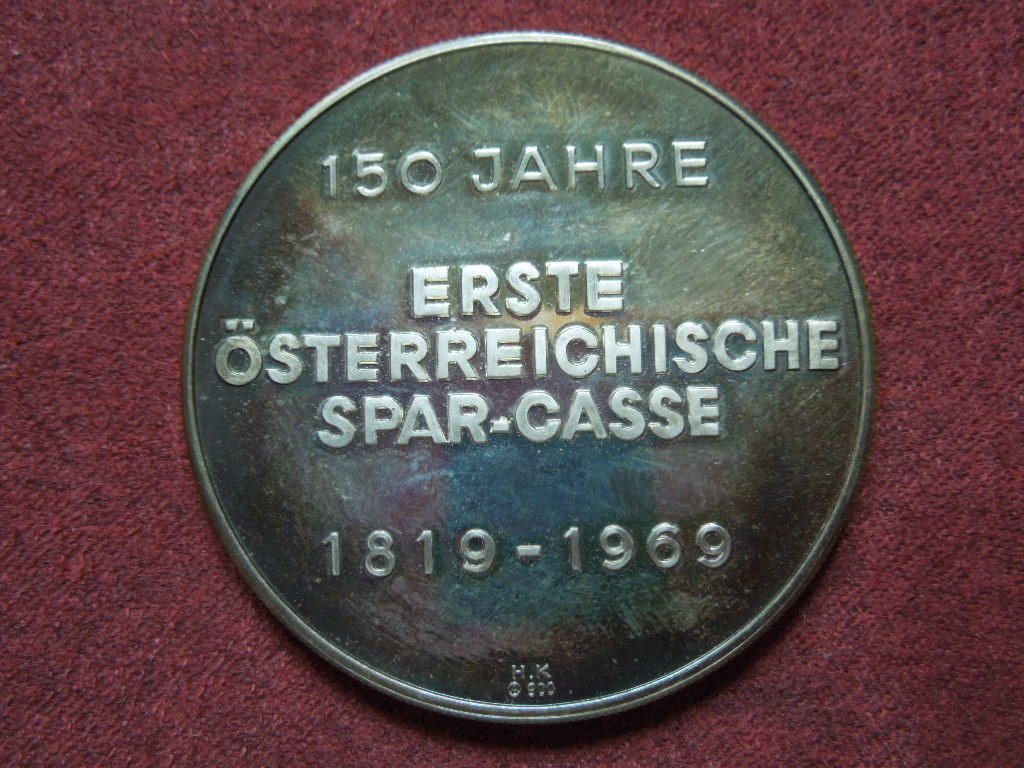 150 JAHRE
ERSTE
ÖSTERREICHISCHE
SPAR-CASSE
1819-1969
H.K
900